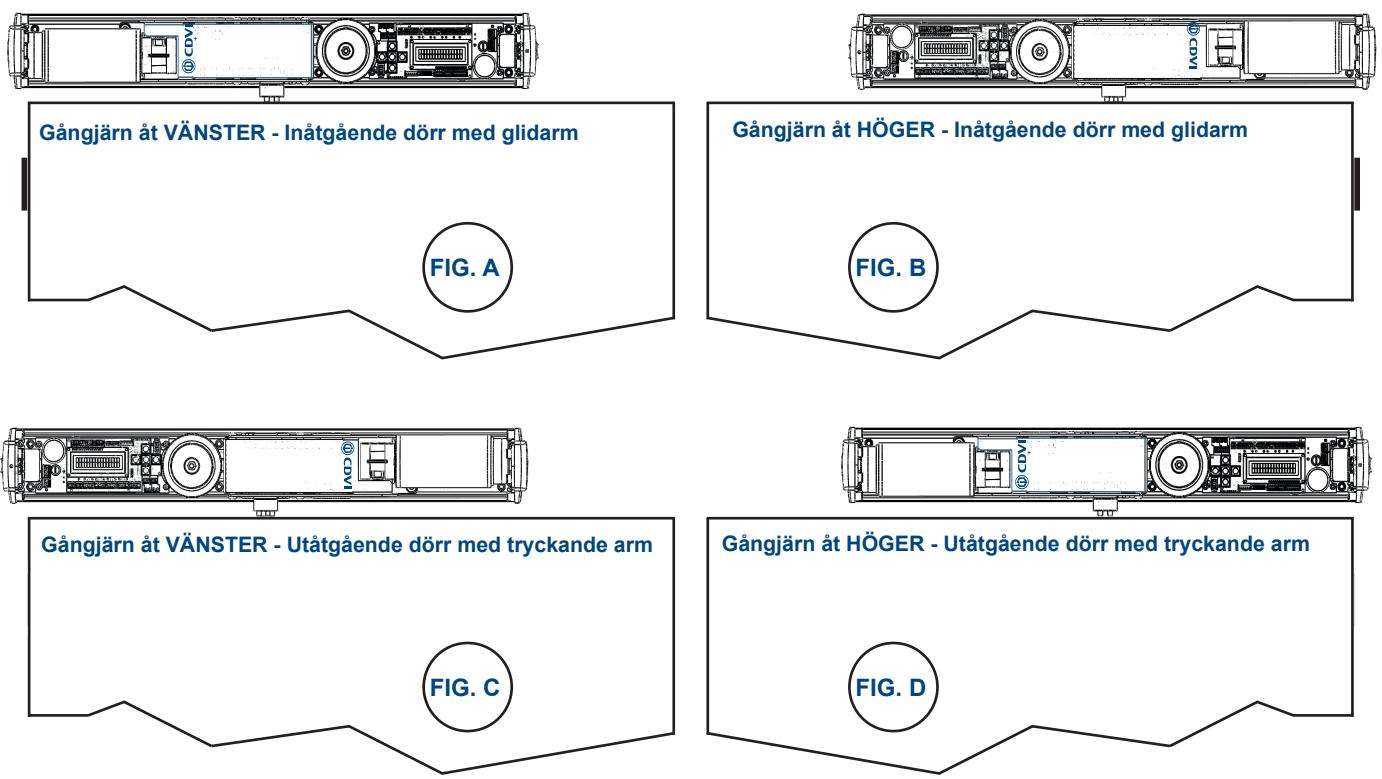 CDVI
CDVI
Gångjärn åt VÄNSTER - Inåtgående dörr med glidarm
Gångjärn åt HÖGER - Inåtgående dörr med glidarm
FIG. A
FIG. B
CDVI
CDVI
Gångjärn åt VÄNSTER - Utåtgående dörr med tryckande arm
Gångjärn åt HÖGER - Utåtgående dörr med tryckande arm
FIG. C
FIG. D